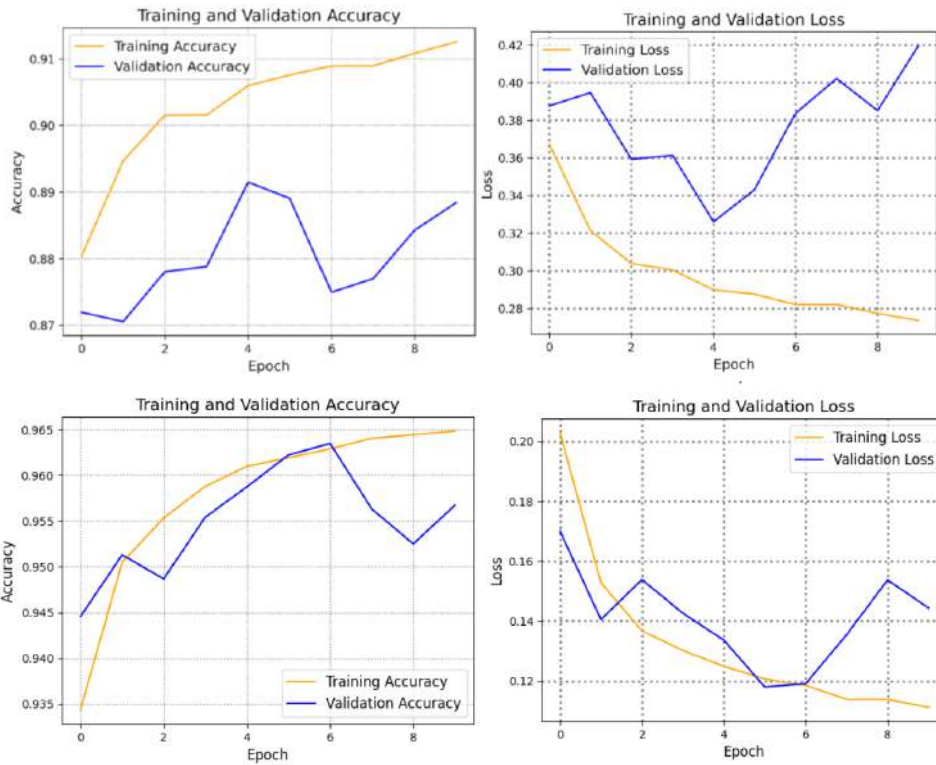 Training and Validation Accuracy
Training Accuracy
Validation Accuracy
0.91
0.90
0.89
0.88
0.87
Accuracy
0
2
4
6
8
Epoch
Training and Validation Loss
Training Loss
Validation Loss
0.42
0.40
0.38
0.36
0.34
0.32
0.30
0.28
Loss
0
2
4
6
8
Epoch
Training and Validation Accuracy
0.965
0.960
0.955
0.950
0.945
0.940
0.935
Accuracy
Training Accuracy
Validation Accuracy
0
2
4
6
8
Epoch
Training and Validation Loss
Training Loss
Validation Loss
0.20
0.18
0.16
0.14
0.12
Loss
0
2
4
6
8
Epoch